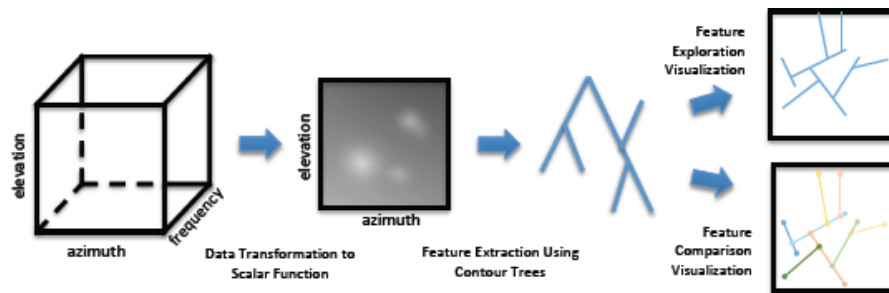 elevation
azimuth
frequency
Data Transformation to
Scalar Function
elevation
azimuth
Feature Extraction Using
Contour Trees
Feature
Exploration
Visualization
Feature
Comparison
Visualization